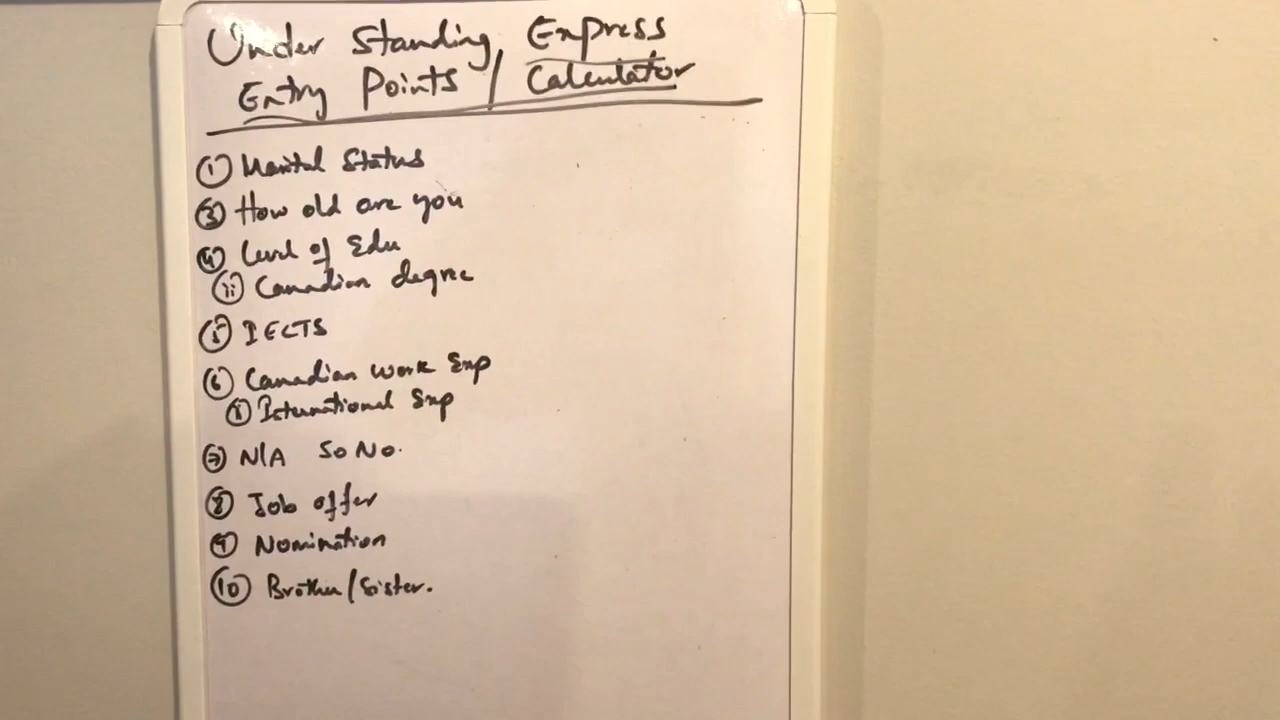 Under Standing Express
Entry Points / Calculator
① Marital Status
③ How old are you
④ Level of Edu
ii Canadian degree
⑤ IELTS
⑥ Canadian Work Exp
ii International Exp
⑦ N/A So No.
⑧ Job offer
⑨ Nomination
⑩ Brother/Sister.